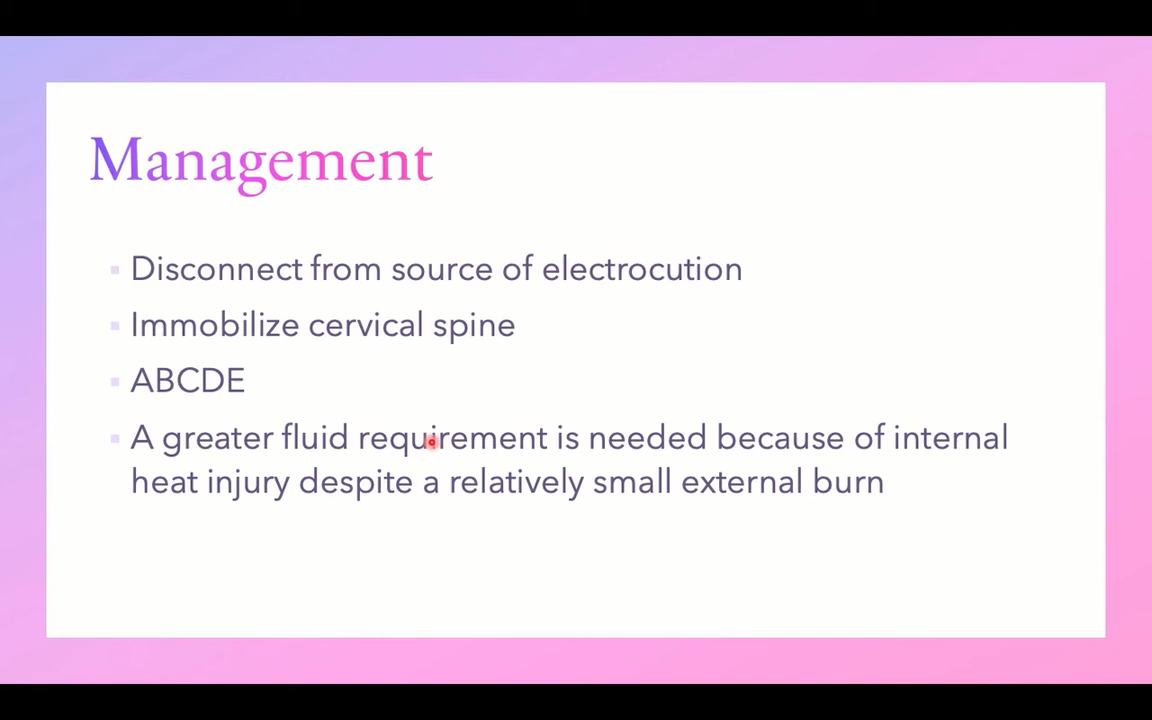 Management
Disconnect from source of electrocution
Immobilize cervical spine
ABCDE
A greater fluid requirement is needed because of internal
heat injury despite a relatively small external burn